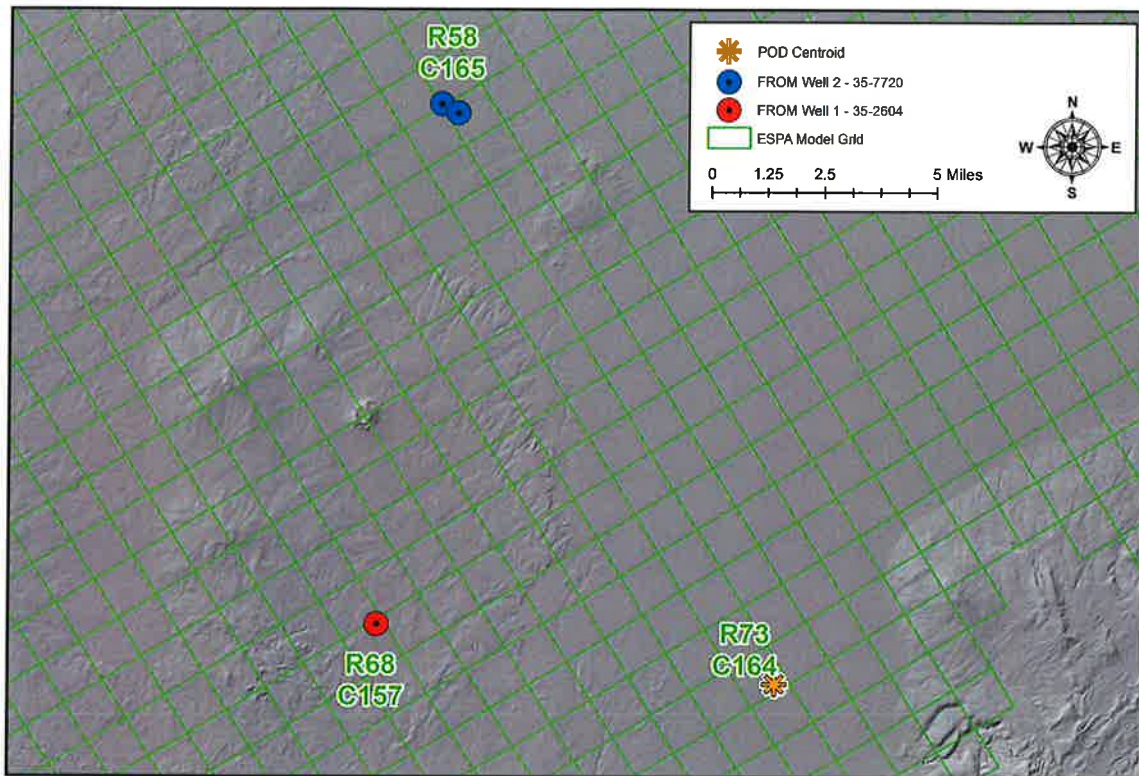 R58
C165
POD Centroid
FROM Well 2 - 35-7720
FROM Well 1 - 35-2604
ESPA Model Grid
0 1.25 2.5 5 Miles
N
W E
S
R68
C157
R73
C164